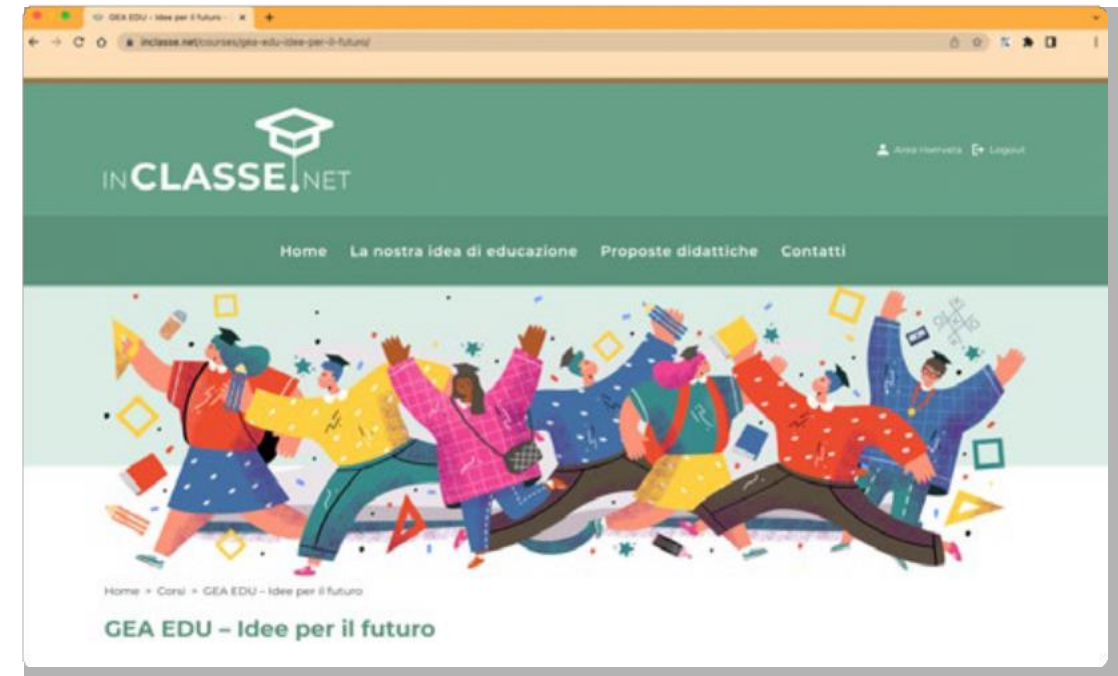 GEA EDU - Idee per il futuro -
inclasse.net/courses/gea-edu-idee-per-il-futuro/
INCLASSE.NET
Area riservata Logout
Home La nostra idea di educazione Proposte didattiche Contatti
Home » Corsi » GEA EDU – Idee per il futuro
GEA EDU – Idee per il futuro